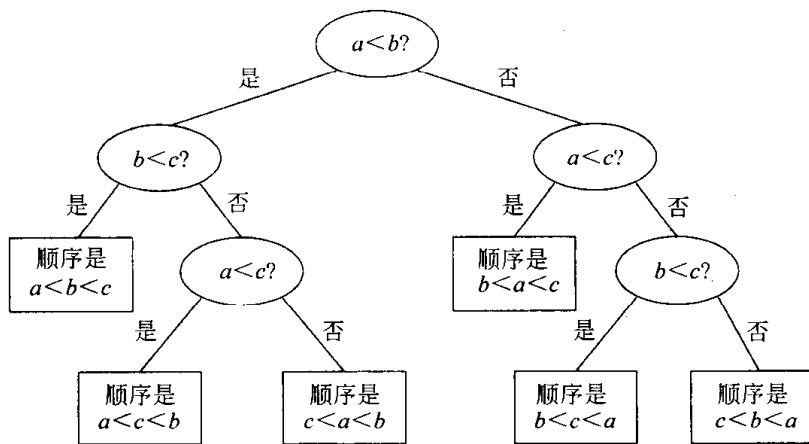 a<b?
是
否
b<c?
a<c?
是
否
是
否
顺序是
a<b<c
a<c?
顺序是
b<a<c
b<c?
是
否
是
否
顺序是
a<c<b
顺序是
c<a<b
顺序是
b<c<a
顺序是
c<b<a